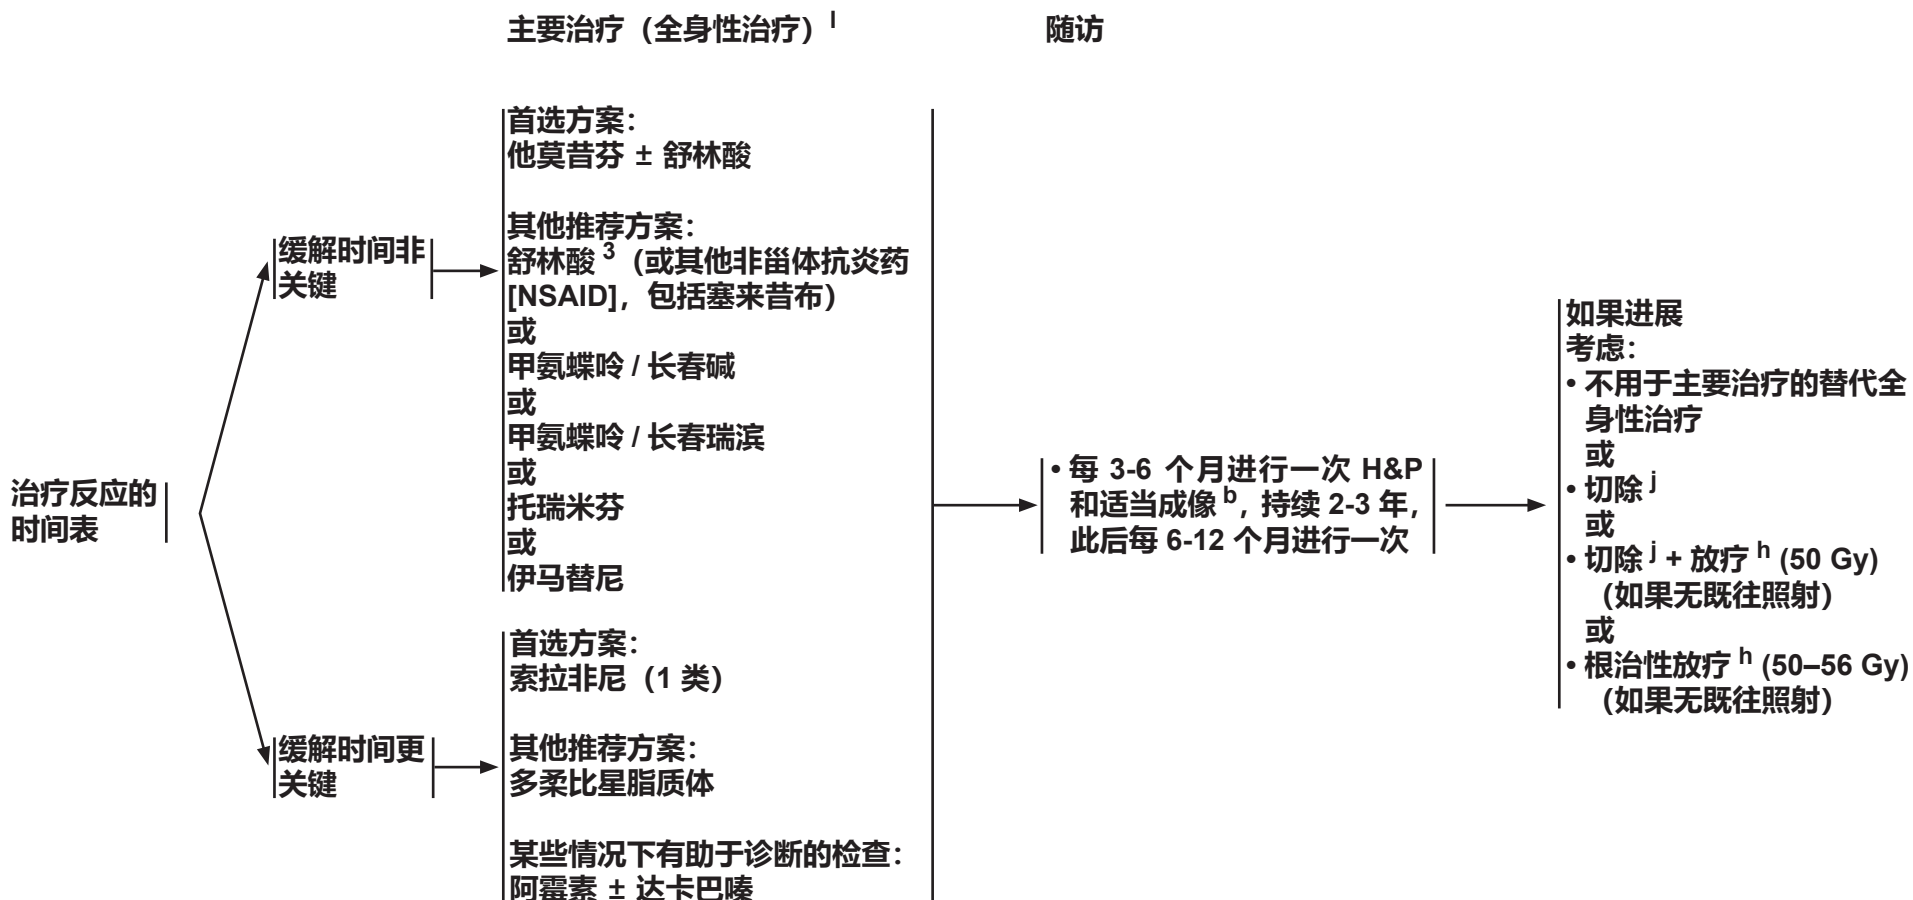 主要治疗（全身性治疗）l
随访
首选方案：
他莫昔芬 ± 舒林酸
其他推荐方案：
舒林酸 3（或其他非甾体抗炎药
[NSAID]，包括塞来昔布）
或
甲氨蝶呤 / 长春碱
或
甲氨蝶呤 / 长春瑞滨
或
托瑞米芬
或
伊马替尼
缓解时间非
关键
治疗反应的
时间表
缓解时间更
关键
首选方案：
索拉非尼（1 类）
其他推荐方案：
多柔比星脂质体
某些情况下有助于诊断的检查：
阿霉素 ± 达卡巴嗪
• 每 3-6 个月进行一次 H&P
和适当成像 b，持续 2-3 年，
此后每 6-12 个月进行一次
如果进展
考虑：
• 不用于主要治疗的替代全
身性治疗
或
• 切除 j
或
• 切除 j + 放疗 h (50 Gy)
（如果无既往照射）
或
• 根治性放疗 h (50–56 Gy)
（如果无既往照射）